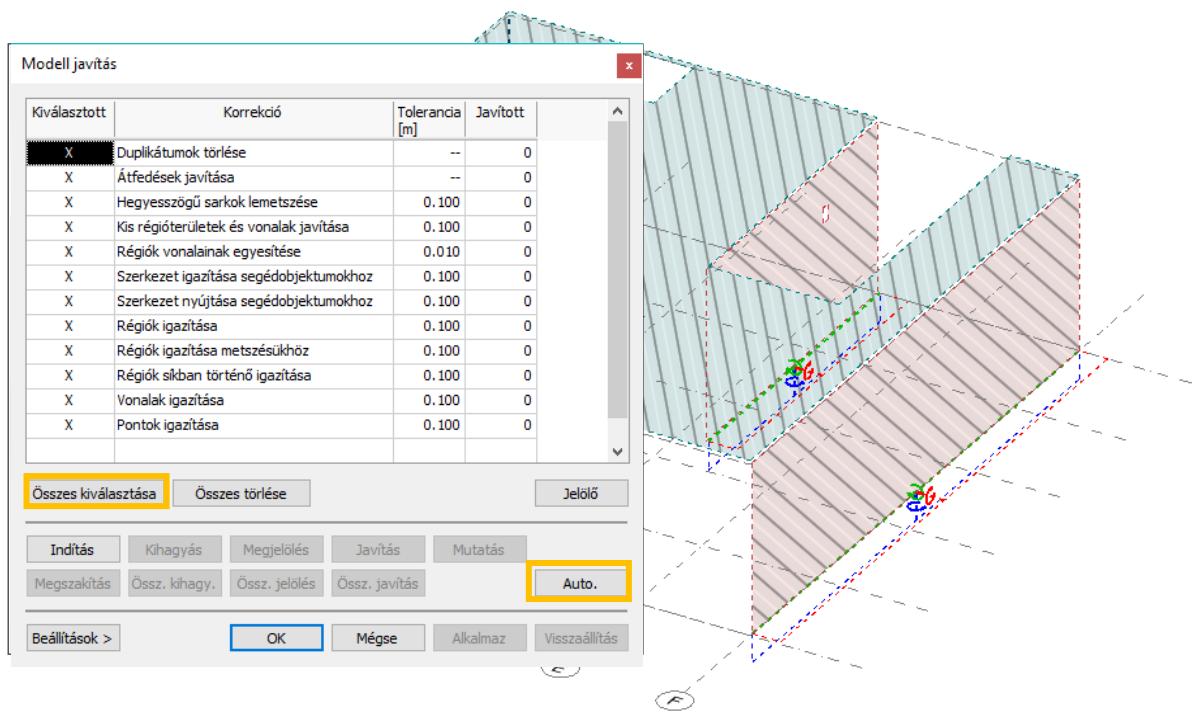 Modell javítás
x
Kiválasztott Korrekció Tolerancia [m] Javított
X Duplikátumok törlése -- 0
X Átfedések javítása -- 0
X Hegyesszögű sarkok lemetszése 0.100 0
X Kis régióterületek és vonalak javítása 0.100 0
X Régiók vonalainak egyesítése 0.010 0
X Szerkezet igazítása segédobjektumokhoz 0.100 0
X Szerkezet nyújtása segédobjektumokhoz 0.100 0
X Régiók igazítása 0.100 0
X Régiók igazítása metszésükhöz 0.100 0
X Régiók síkban történő igazítása 0.100 0
X Vonalak igazítása 0.100 0
X Pontok igazítása 0.100 0
Összes kiválasztása Összes törlése Jelölő
Indítás Kihagyás Megjelölés Javítás Mutatás
Megszakítás Össz. kihagy. Össz. jelölés Össz. javítás Auto.
Beállítások > OK Mégse Alkalmaz Visszaállítás
F